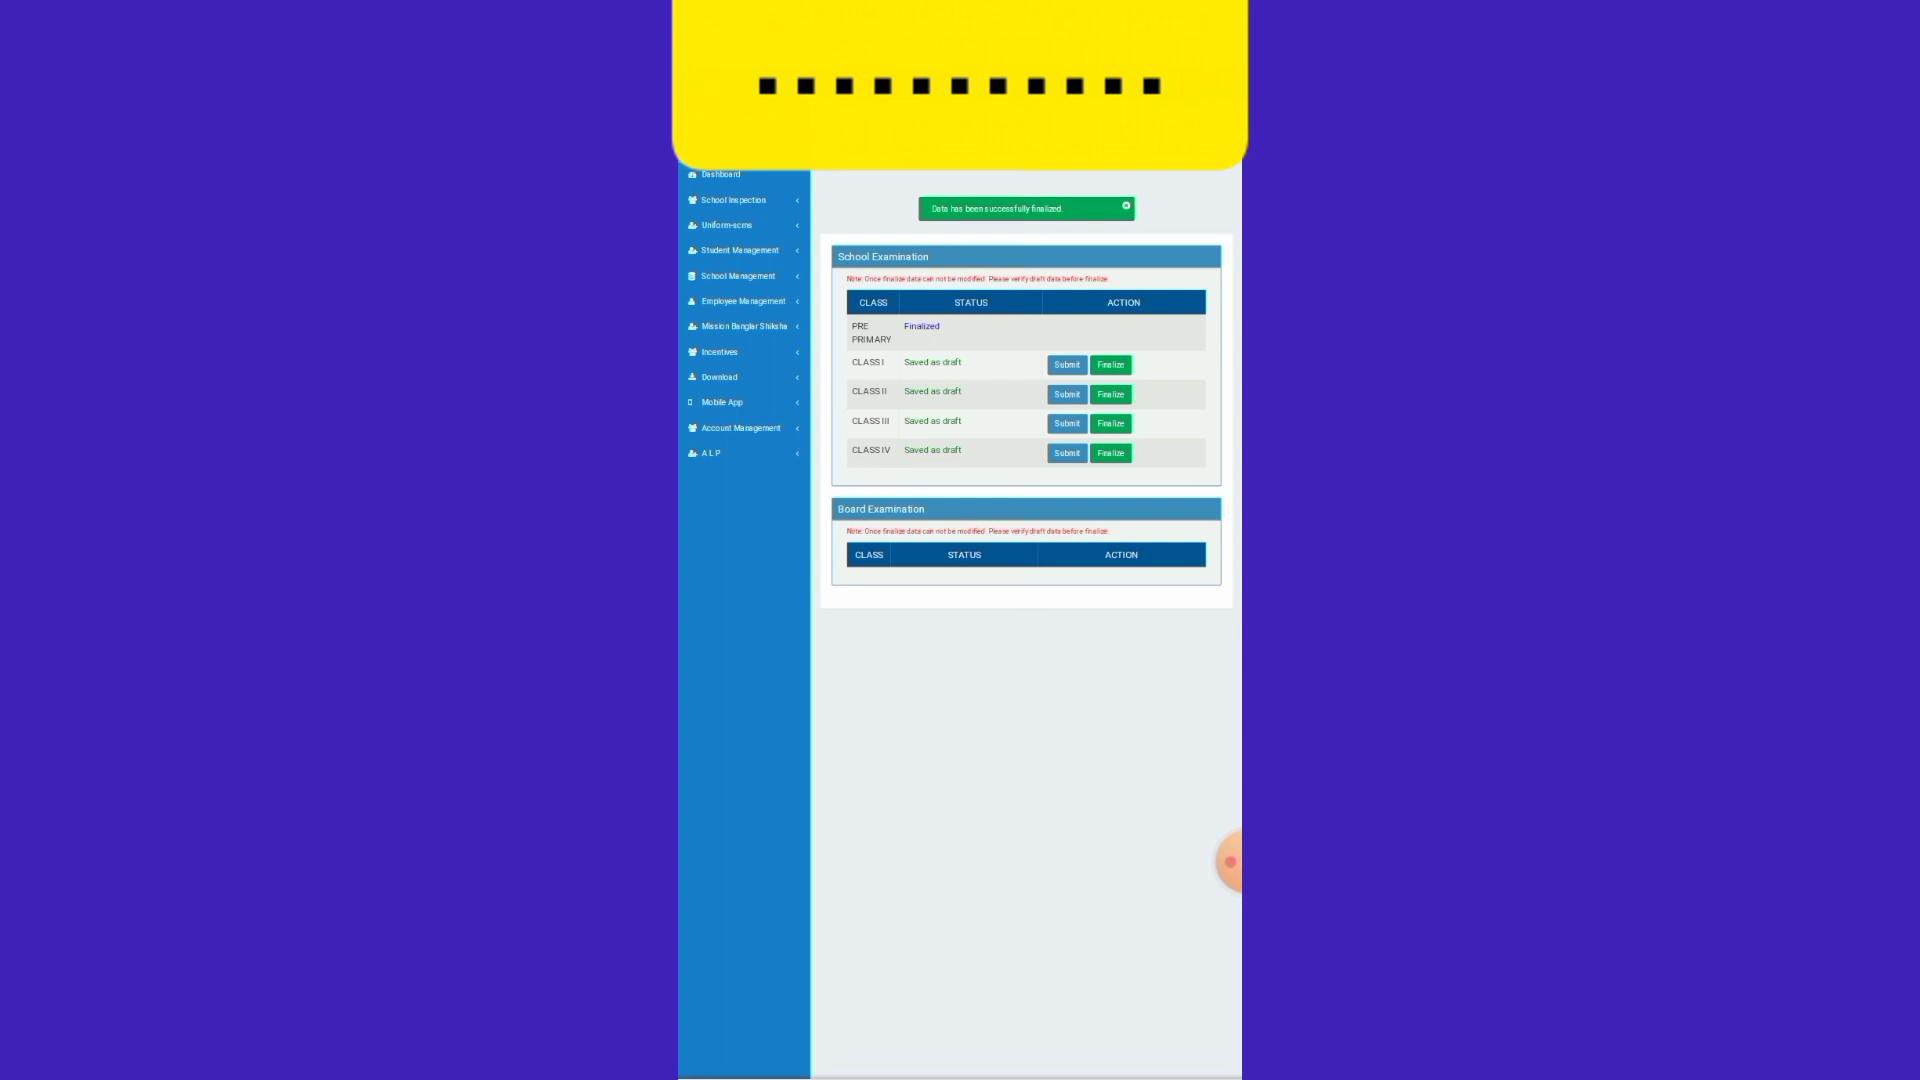 Dashboard
School Inspection
Uniform-scms
Student Management
School Management
Employee Management
Mission Banglar Shiksha
Incentives
Download
Mobile App
Account Management
A L P
Data has been successfully finalized.
School Examination
Note: Once finalize data can not be modified. Please verify draft data before finalize.
CLASS STATUS ACTION
PRE PRIMARY Finalized
CLASS I Saved as draft Submit Finalize
CLASS II Saved as draft Submit Finalize
CLASS III Saved as draft Submit Finalize
CLASS IV Saved as draft Submit Finalize
Board Examination
Note: Once finalize data can not be modified. Please verify draft data before finalize.
CLASS STATUS ACTION